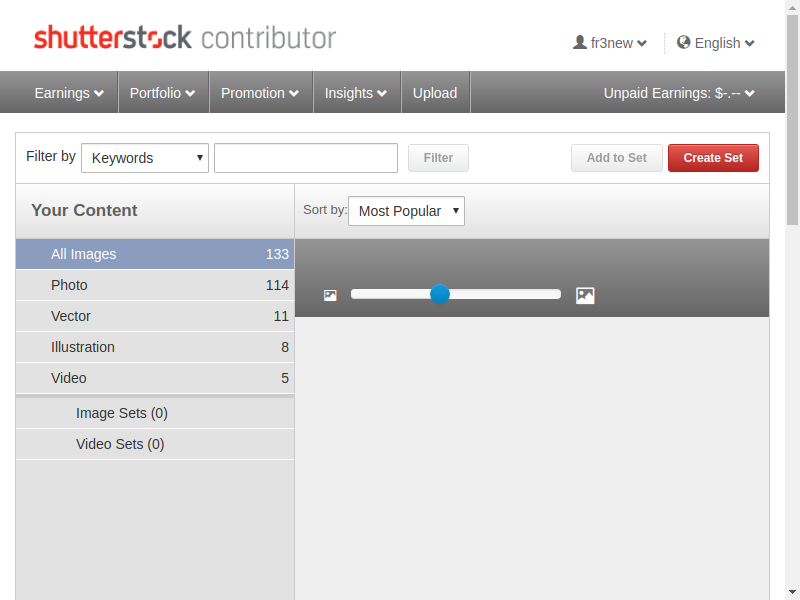 shutterstock contributor
fr3new
English
Earnings
Photfolio
Promotion
Insights
Upload
Unpaid Earnings: $-.--
Filter by
Keywords
Filter
Add to Set
Create Set
Your Content
Sort by:
Most Popular
All Images 133
Photo 114
Vector 11
Illustration 8
Video 5
Image Sets (0)
Video Sets (0)